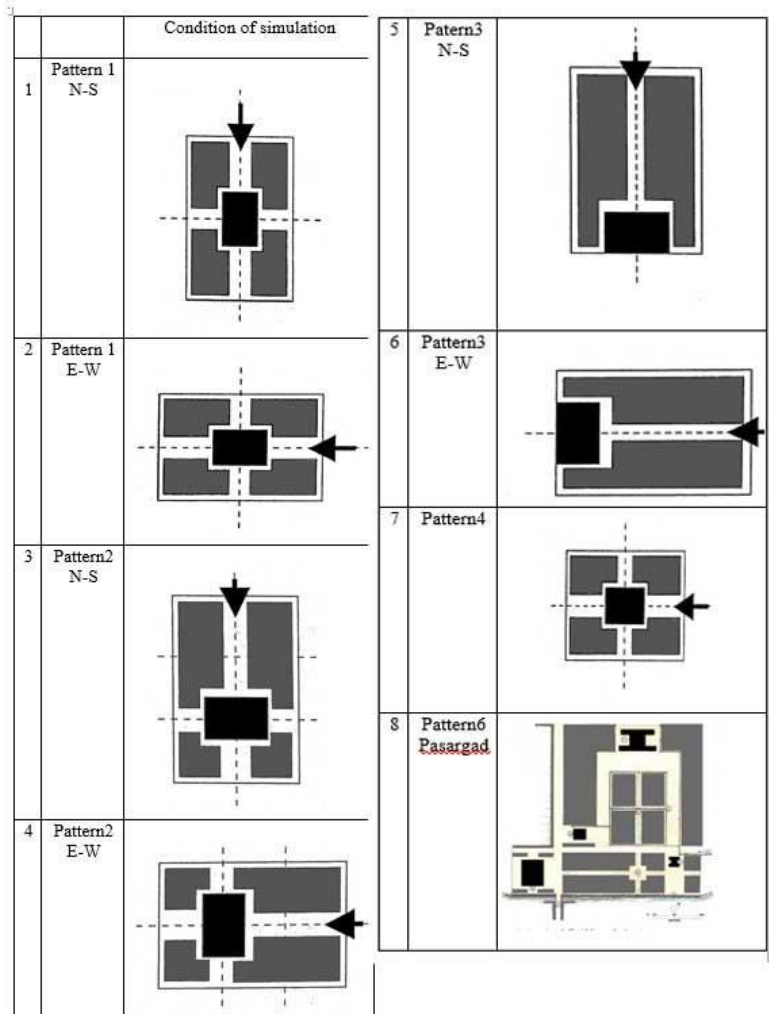 Condition of simulation
1
Pattern 1
N-S
2
Pattern 1
E-W
3
Pattern2
N-S
4
Pattern2
E-W
5
Patern3
N-S
6
Pattern3
E-W
7
Pattern4
8
Pattern6
Pasargad